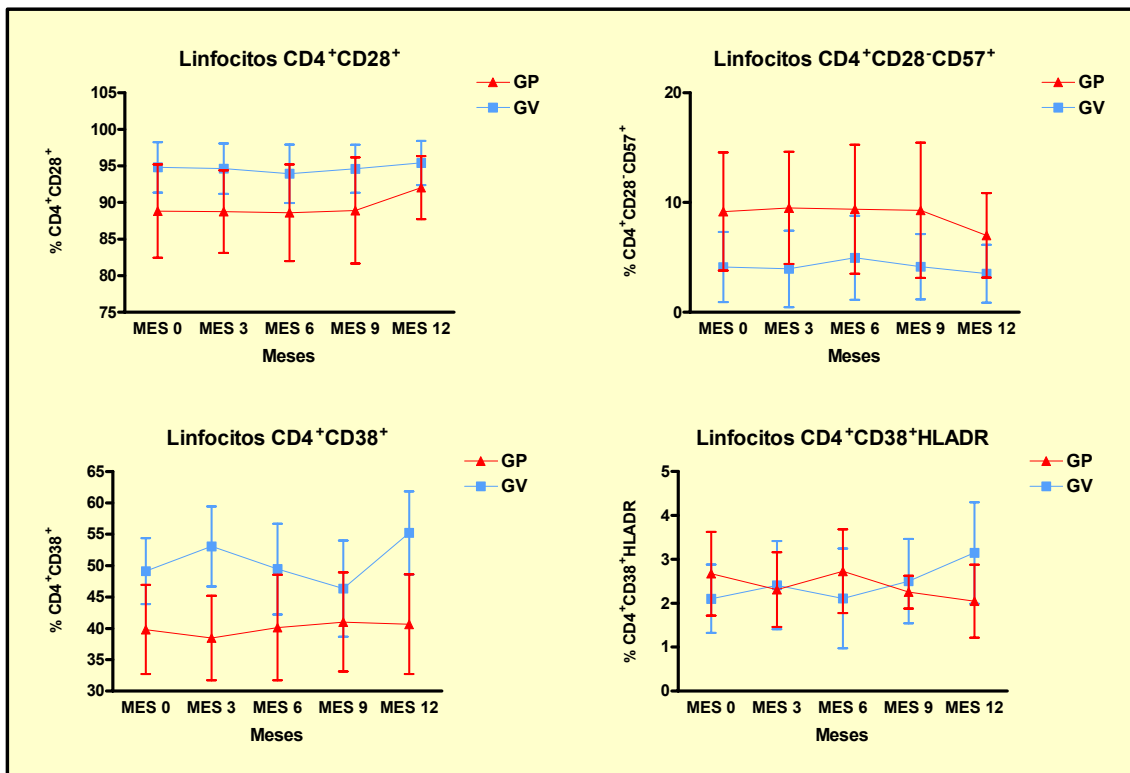 Linfocitos CD4⁺CD28⁺
GP
GV
% CD4⁺CD28⁺
105
100
95
90
85
80
75
MES 0 MES 3 MES 6 MES 9 MES 12
Meses
Linfocitos CD4⁺CD28⁻CD57⁺
GP
GV
% CD4⁺CD28⁻CD57⁺
20
10
0
MES 0 MES 3 MES 6 MES 9 MES 12
Meses
Linfocitos CD4⁺CD38⁺
GP
GV
% CD4⁺CD38⁺
65
60
55
50
45
40
35
30
MES 0 MES 3 MES 6 MES 9 MES 12
Meses
Linfocitos CD4⁺CD38⁺HLADR
GP
GV
% CD4⁺CD38⁺HLADR
5
4
3
2
1
0
MES 0 MES 3 MES 6 MES 9 MES 12
Meses